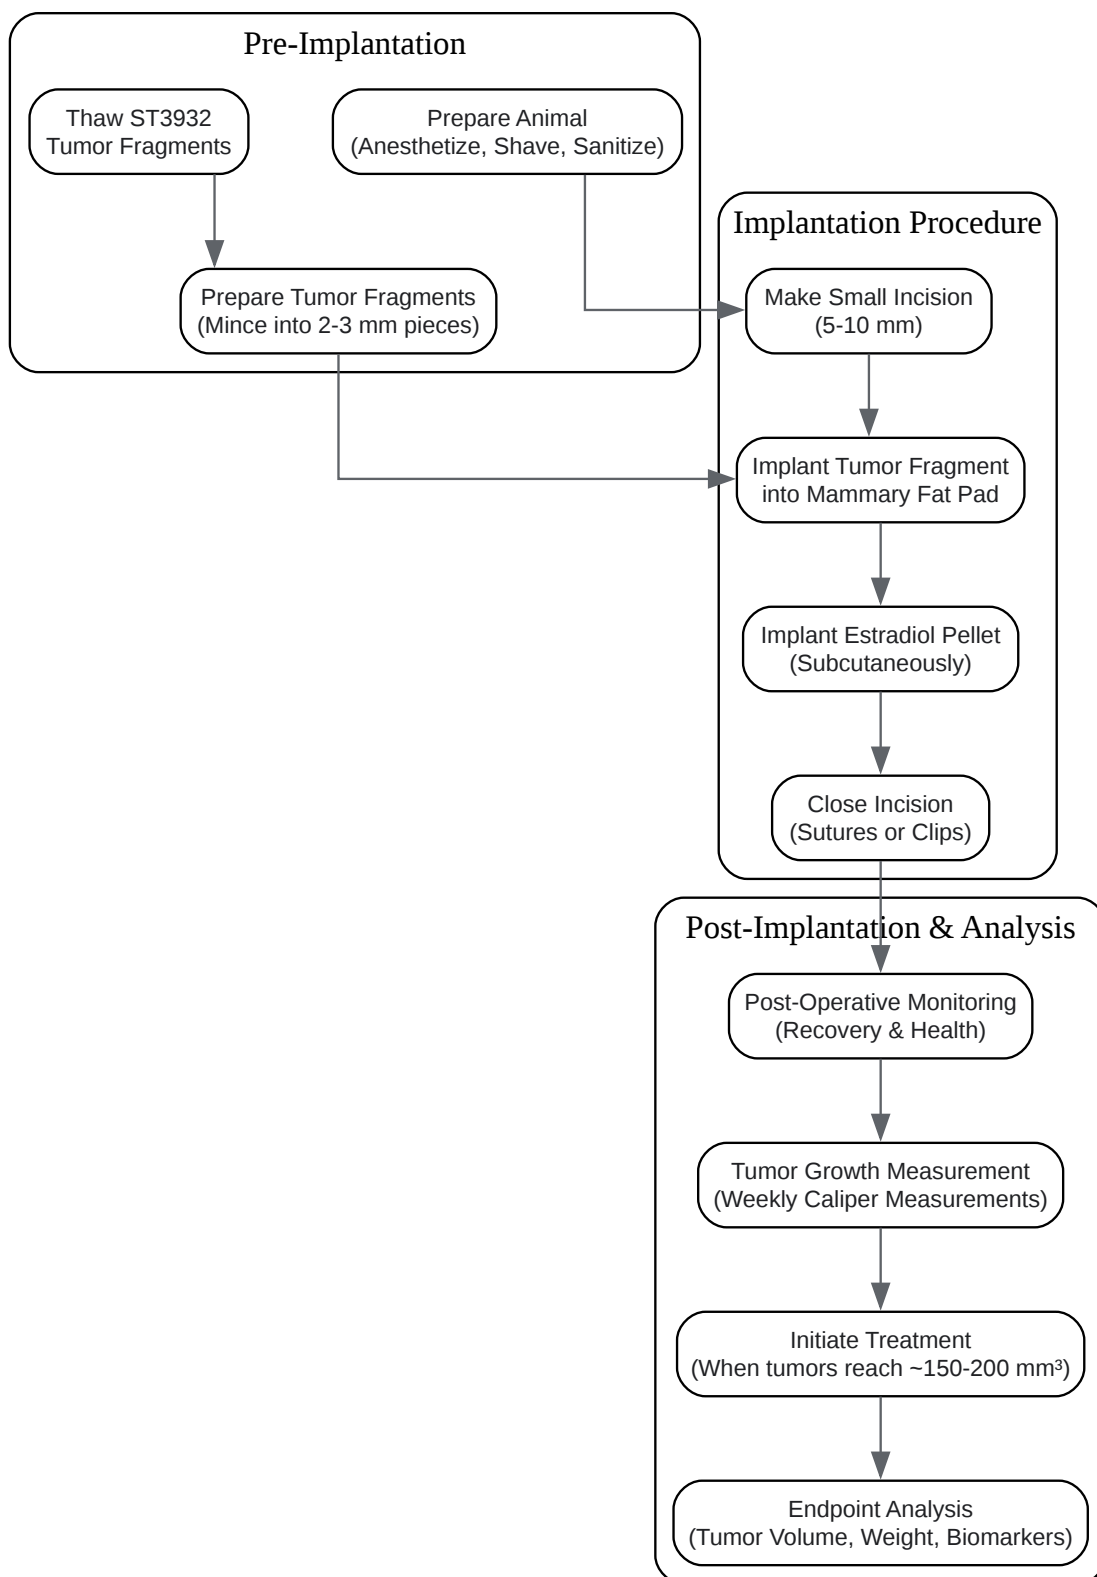 Pre-Implantation
Thaw ST3932
Tumor Fragments
Prepare Animal
(Anesthetize, Shave, Sanitize)
Prepare Tumor Fragments
(Mince into 2-3 mm pieces)
Implantation Procedure
Make Small Incision
(5-10 mm)
Implant Tumor Fragment
into Mammary Fat Pad
Implant Estradiol Pellet
(Subcutaneously)
Close Incision
(Sutures or Clips)
Post-Implantation & Analysis
Post-Operative Monitoring
(Recovery & Health)
Tumor Growth Measurement
(Weekly Caliper Measurements)
Initiate Treatment
(When tumors reach ~150-200 mm³)
Endpoint Analysis
(Tumor Volume, Weight, Biomarkers)